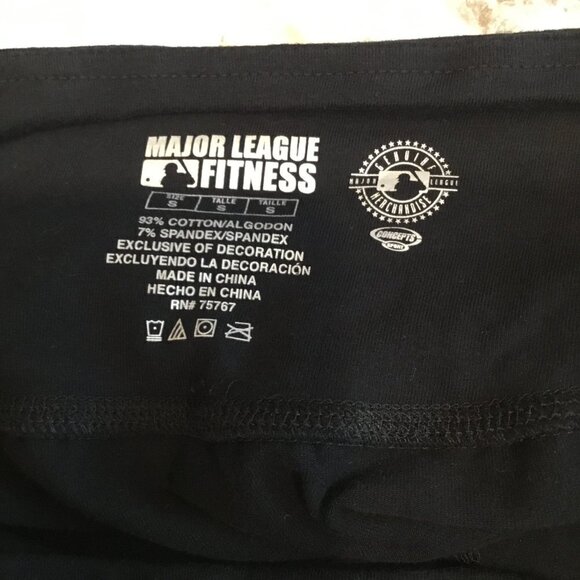 MAJOR LEAGUE
FITNESS
SIZE TALLE TAILLE
S S S
93% COTTON/ALGODON
7% SPANDEX/SPANDEX
EXCLUSIVE OF DECORATION
EXCLUYENDO LA DECORACIÓN
MADE IN CHINA
HECHO EN CHINA
RN# 75767
GENUINE
MAJOR LEAGUE
MERCHANDISE
CONCEPTS
SPORT